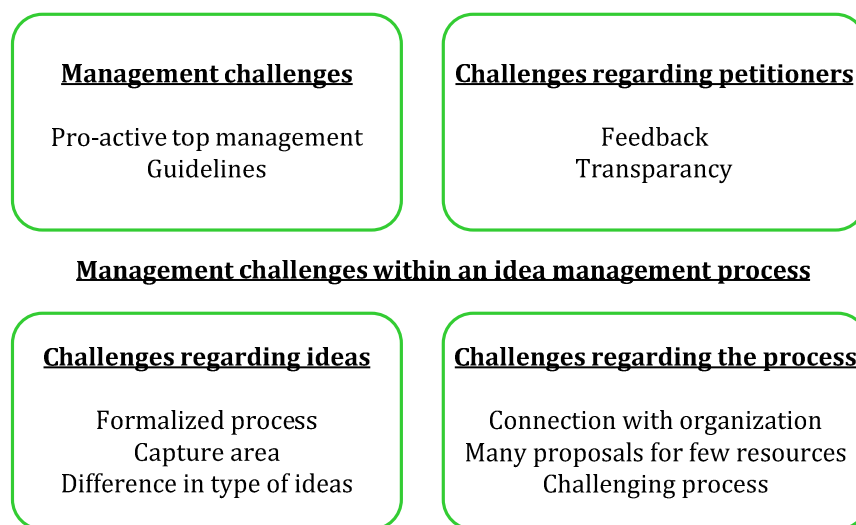 Management challenges
Pro-active top management
Guidelines
Challenges regarding petitioners
Feedback
Transparancy
Management challenges within an idea management process
Challenges regarding ideas
Formalized process
Capture area
Difference in type of ideas
Challenges regarding the process
Connection with organization
Many proposals for few resources
Challenging process